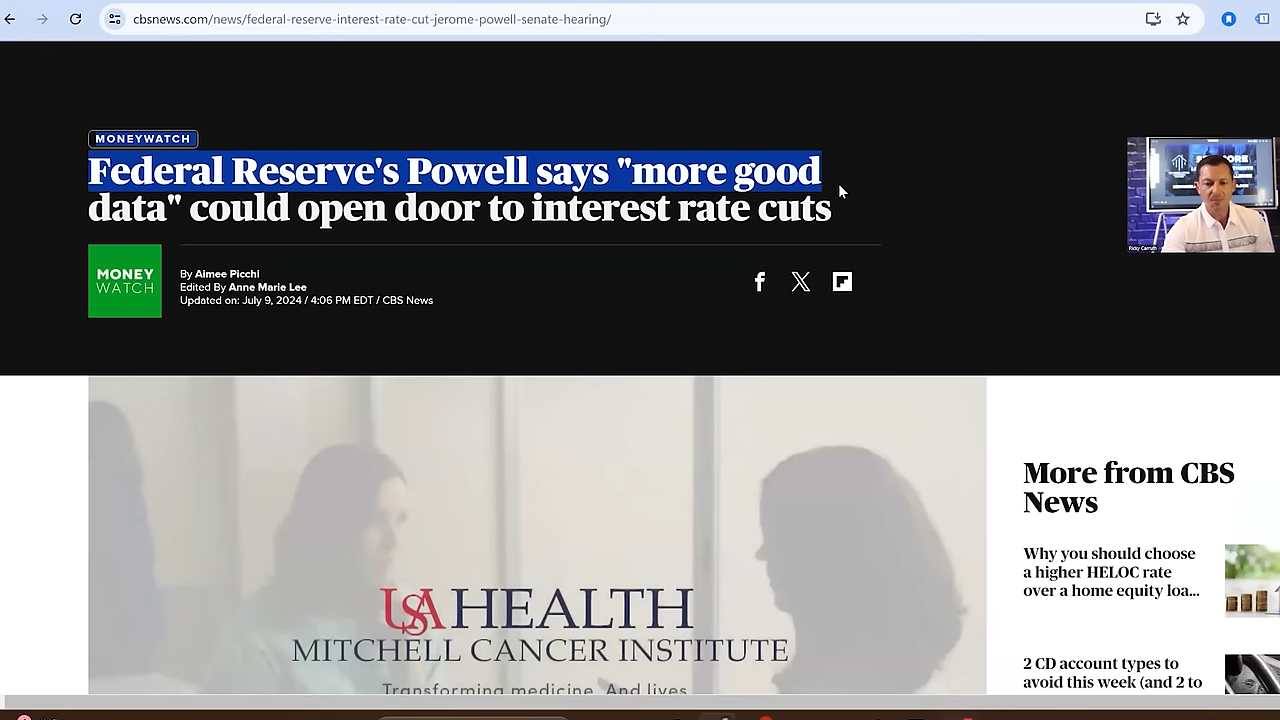 cbsnews.com/news/federal-reserve-interest-rate-cut-jerome-powell-senate-hearing/
MONEYWATCH
Federal Reserve's Powell says "more good
data" could open door to interest rate cuts
MONEY
WATCH
By Aimee Picchi
Edited By Anne Marie Lee
Updated on: July 9, 2024 / 4:06 PM EDT / CBS News
Ricky Carruth
USA HEALTH
MITCHELL CANCER INSTITUTE
Transforming medicine. And lives
More from CBS
News
Why you should choose
a higher HELOC rate
over a home equity loa...
2 CD account types to
avoid this week (and 2 to